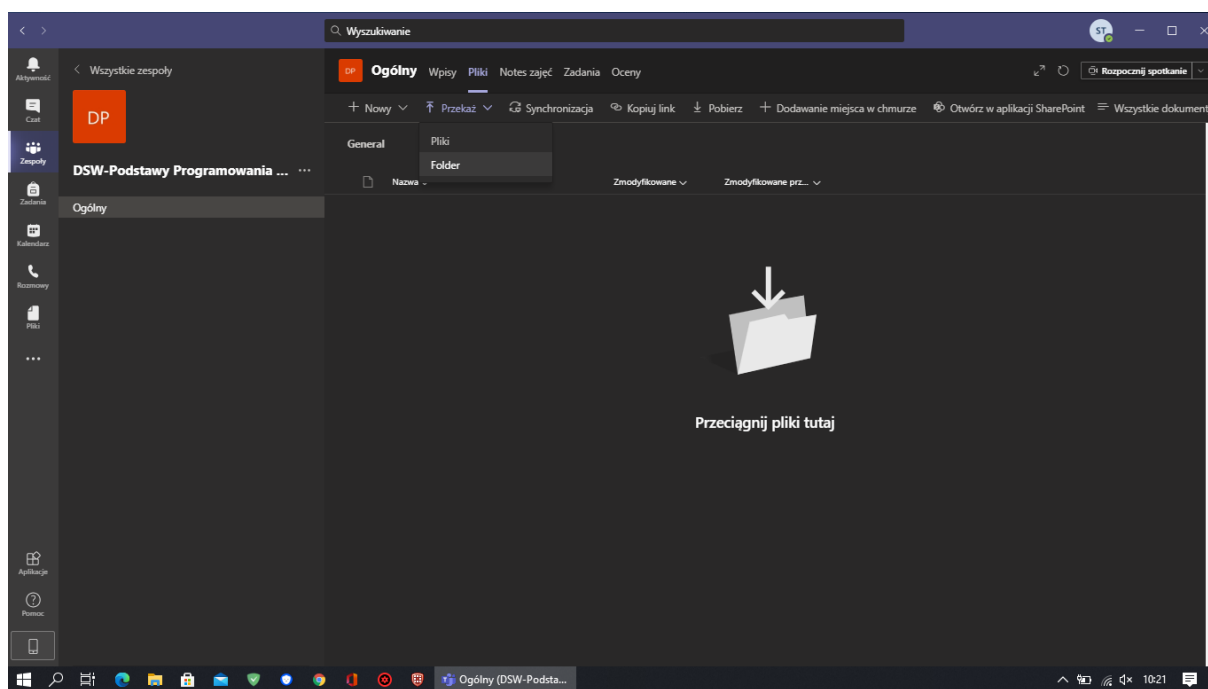 Wyszukiwanie
ST
Aktywność
Czat
Zespoły
Zadania
Kalendarz
Rozmowy
Pliki
Aplikacje
Pomoc
Wszystkie zespoły
DP
DSW-Podstawy Programowania ... ...
Ogólny
DP Ogólny Wpisy Pliki Notes zajęć Zadania Oceny Rozpocznij spotkanie
Nowy Przekaż Synchronizacja Kopiuj link Pobierz Dodawanie miejsca w chmurze Otwórz w aplikacji SharePoint Wszystkie dokument
General
Pliki
Folder
Nazwa Zmodyfikowane Zmodyfikowane prz...
Przeciągnij pliki tutaj
Ogólny (DSW-Podsta... 10:21